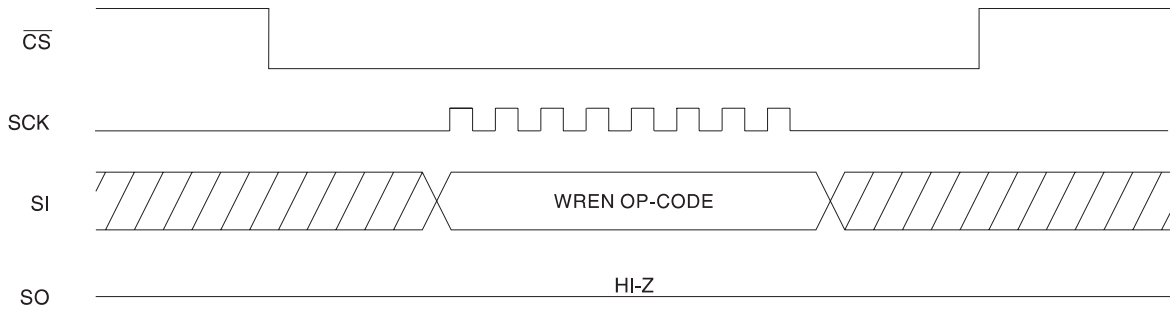 CS
SCK
SI
WREN OP-CODE
HI-Z
SO